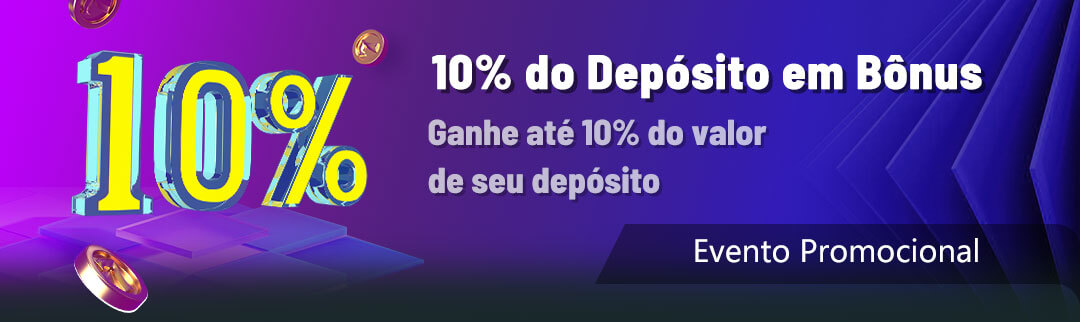 10%
10% do Depósito em Bônus
Ganhe até 10% do valor
de seu depósito
Evento Promocional